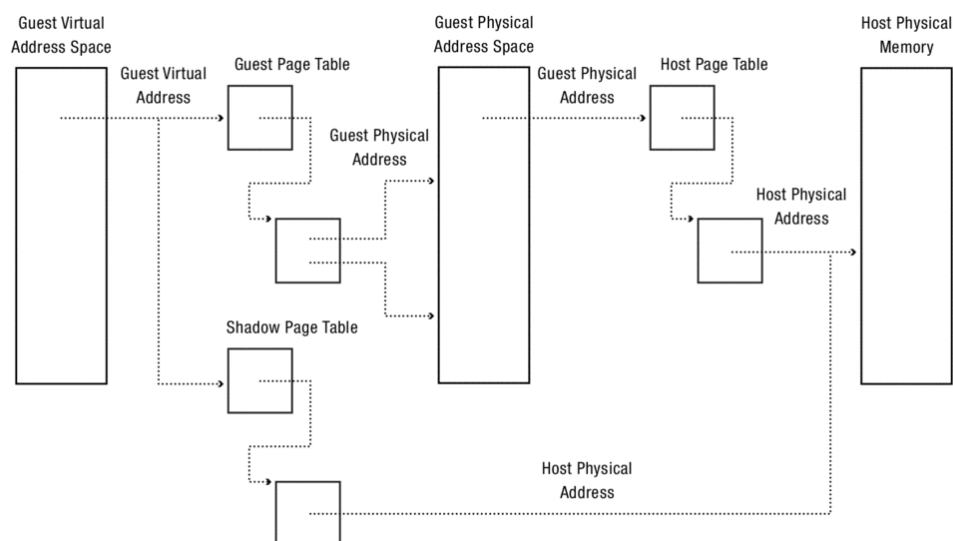 Guest Virtual
Address Space
Guest Physical
Address Space
Host Physical
Memory
Guest Virtual
Address
Guest Page Table
Guest Physical
Address
Guest Physical
Address
Host Page Table
Host Physical
Address
Shadow Page Table
Host Physical
Address